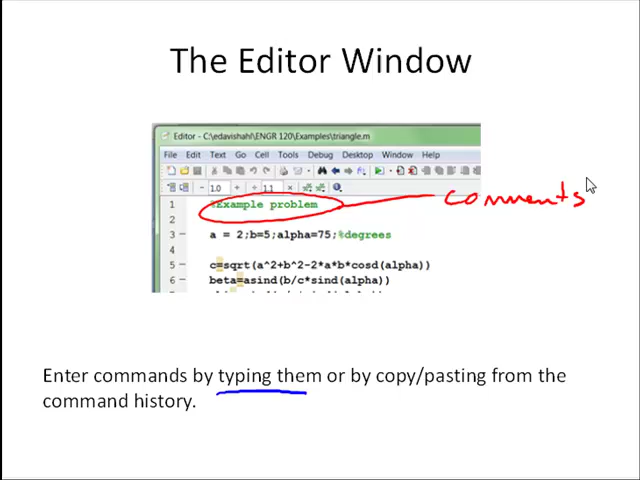 The Editor Window
Editor - C:\edavishahl\ENGR 120\Examples\triangle.m
File Edit Text Go Cell Tools Debug Desktop Window Help
1.0 1.1
1 %Example problem
comments
2
3 a = 2;b=5;alpha=75;%degrees
4
5 c=sqrt(a^2+b^2-2*a*b*cosd(alpha))
6 beta=asind(b/c*sind(alpha))
Enter commands by typing them or by copy/pasting from the
command history.